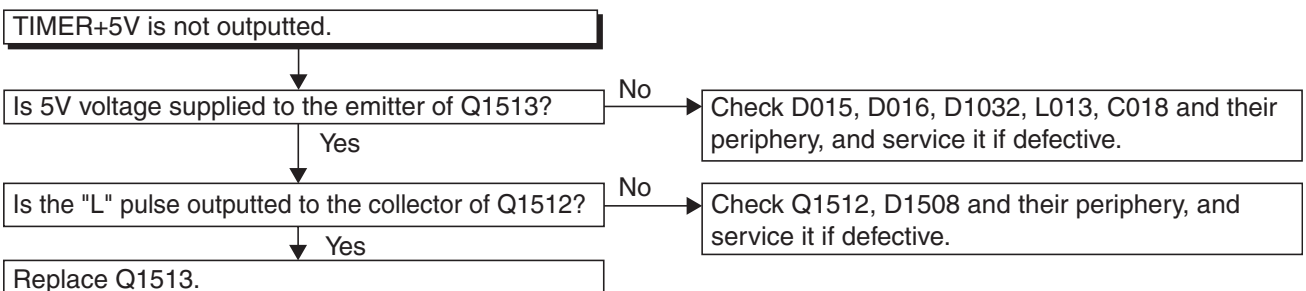 TIMER+5V is not outputted.
Is 5V voltage supplied to the emitter of Q1513?
No
Check D015, D016, D1032, L013, C018 and their
periphery, and service it if defective.
Yes
Is the "L" pulse outputted to the collector of Q1512?
No
Check Q1512, D1508 and their periphery, and
service it if defective.
Yes
Replace Q1513.